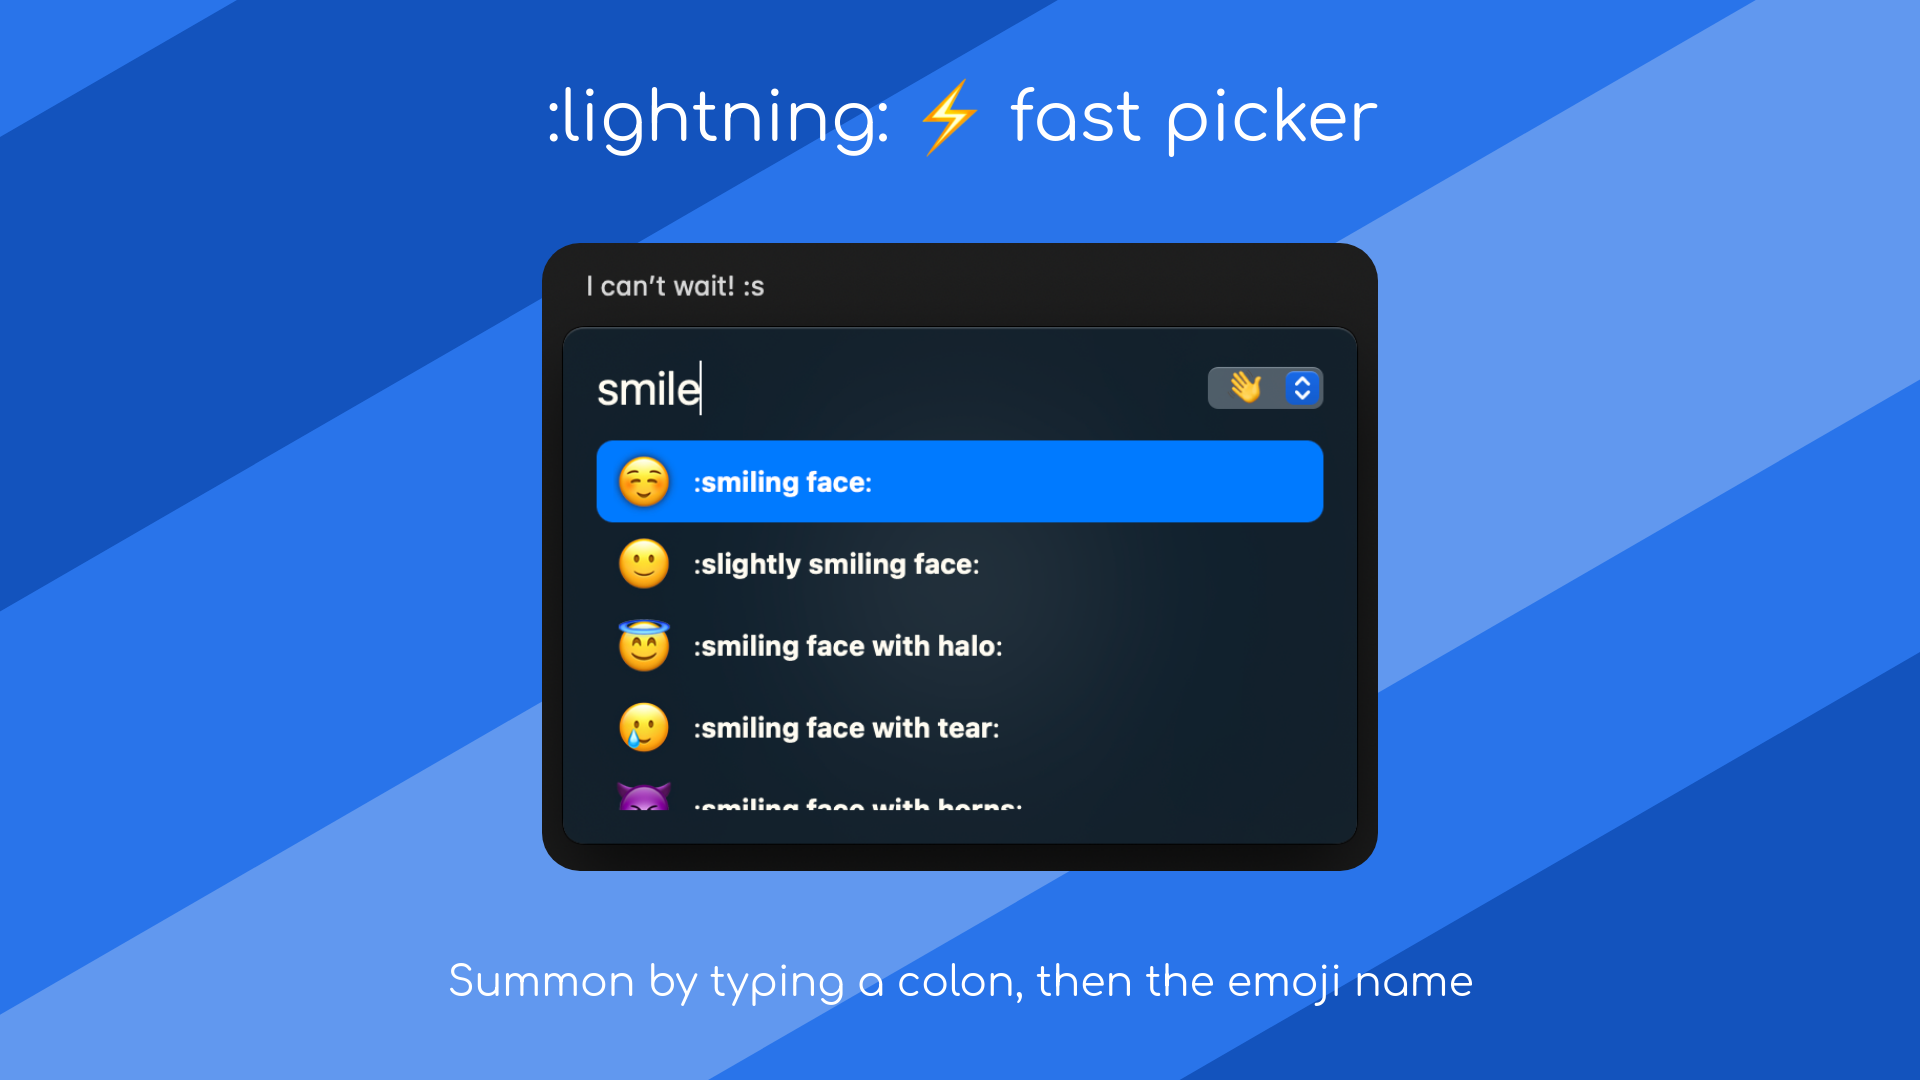 :lightning: ⚡ fast picker
I can't wait! :s
smile
:smiling face:
:slightly smiling face:
:smiling face with halo:
:smiling face with tear:
:smiling face with horns:
Summon by typing a colon, then the emoji name